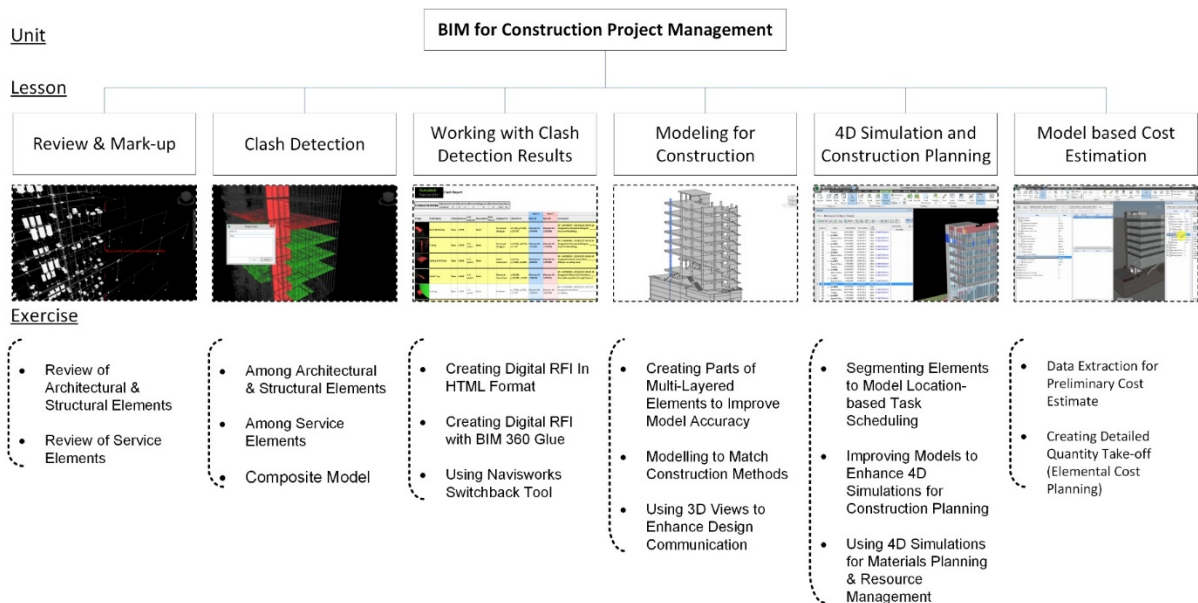 BIM for Construction Project Management
Unit
Lesson
Review & Mark-up
Clash Detection
Working with Clash
Detection Results
Modeling for
Construction
4D Simulation and
Construction Planning
Model based Cost
Estimation
Exercise
• Review of
Architectural &
Structural Elements
• Review of Service
Elements
• Among Architectural
& Structural Elements
• Among Service
Elements
• Composite Model
• Creating Digital RFI In
HTML Format
• Creating Digital RFI
with BIM 360 Glue
• Using Navisworks
Switchback Tool
• Creating Parts of
Multi-Layered
Elements to Improve
Model Accuracy
• Modelling to Match
Construction Methods
• Using 3D Views to
Enhance Design
Communication
• Segmenting Elements
to Model Location-
based Task
Scheduling
• Improving Models to
Enhance 4D
Simulations for
Construction Planning
• Using 4D Simulations
for Materials Planning
& Resource
Management
• Data Extraction for
Preliminary Cost
Estimate
• Creating Detailed
Quantity Take-off
(Elemental Cost
Planning)